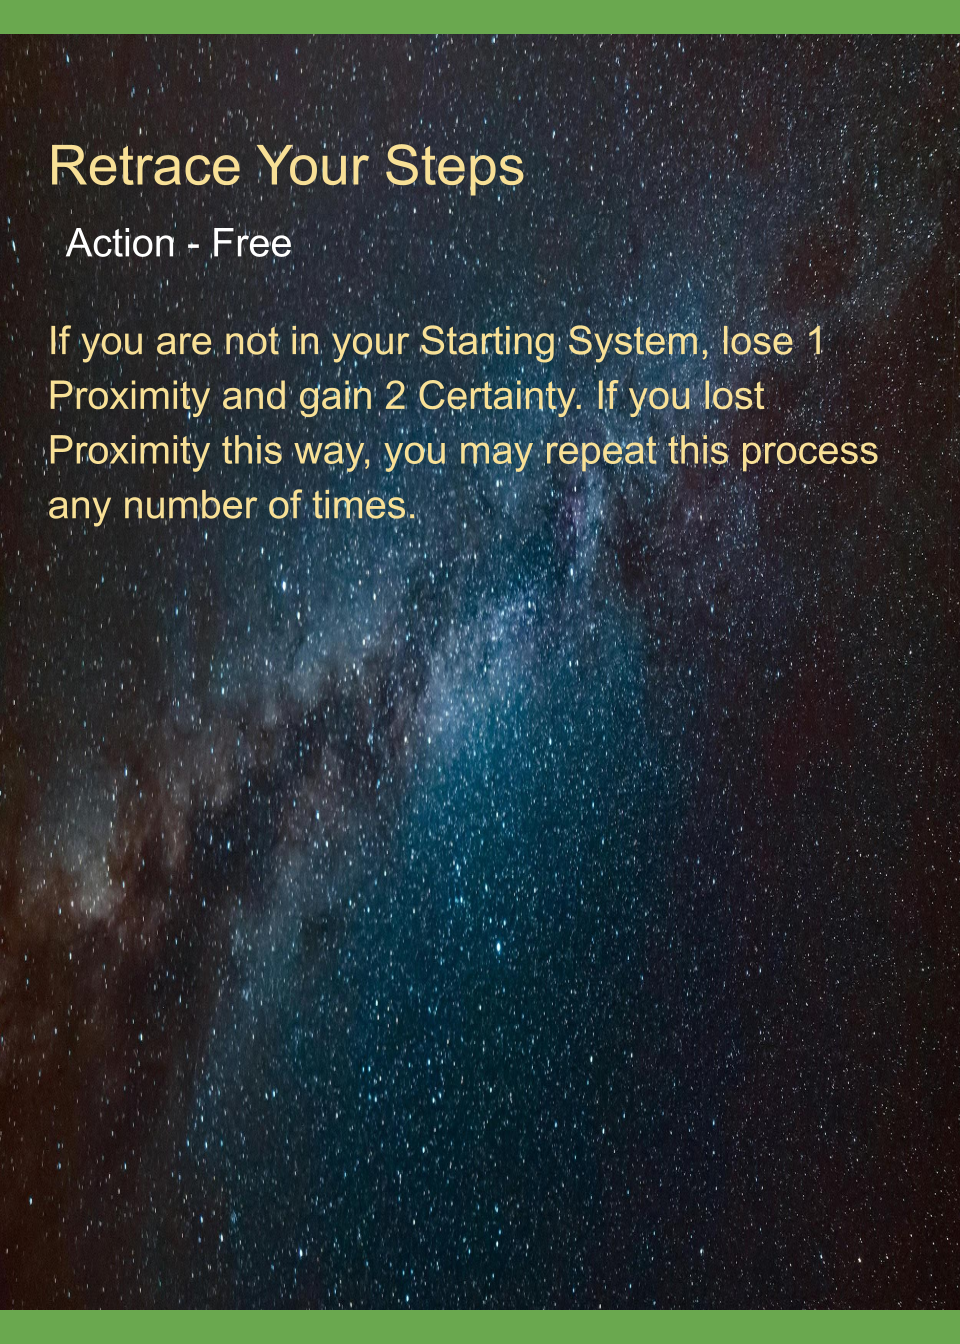 Retrace Your Steps
Action - Free
If you are not in your Starting System, lose 1
Proximity and gain 2 Certainty. If you lost
Proximity this way, you may repeat this process
any number of times.